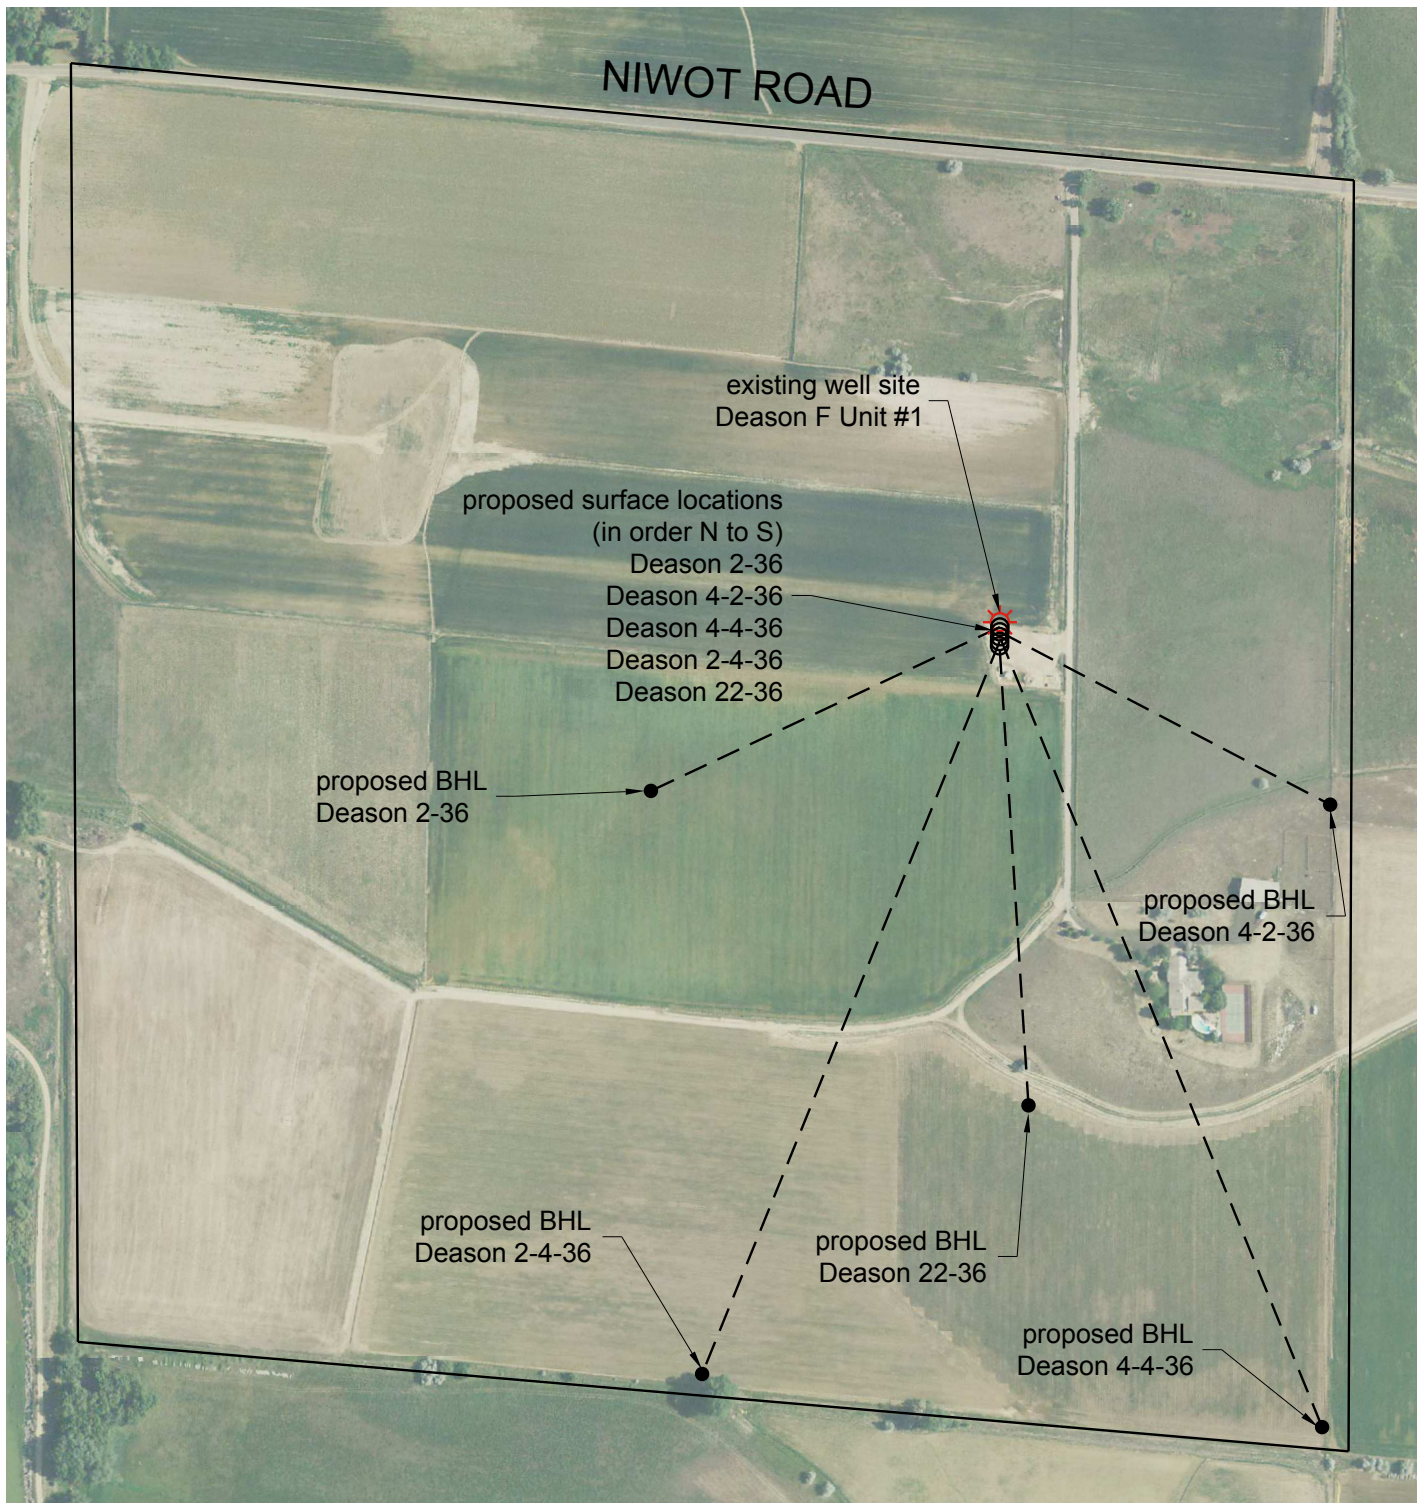 NIWOT ROAD
existing well site
Deason F Unit #1
proposed surface locations
(in order N to S)
Deason 2-36
Deason 4-2-36
Deason 4-4-36
Deason 2-4-36
Deason 22-36
proposed BHL
Deason 2-36
proposed BHL
Deason 4-2-36
proposed BHL
Deason 2-4-36
proposed BHL
Deason 22-36
proposed BHL
Deason 4-4-36